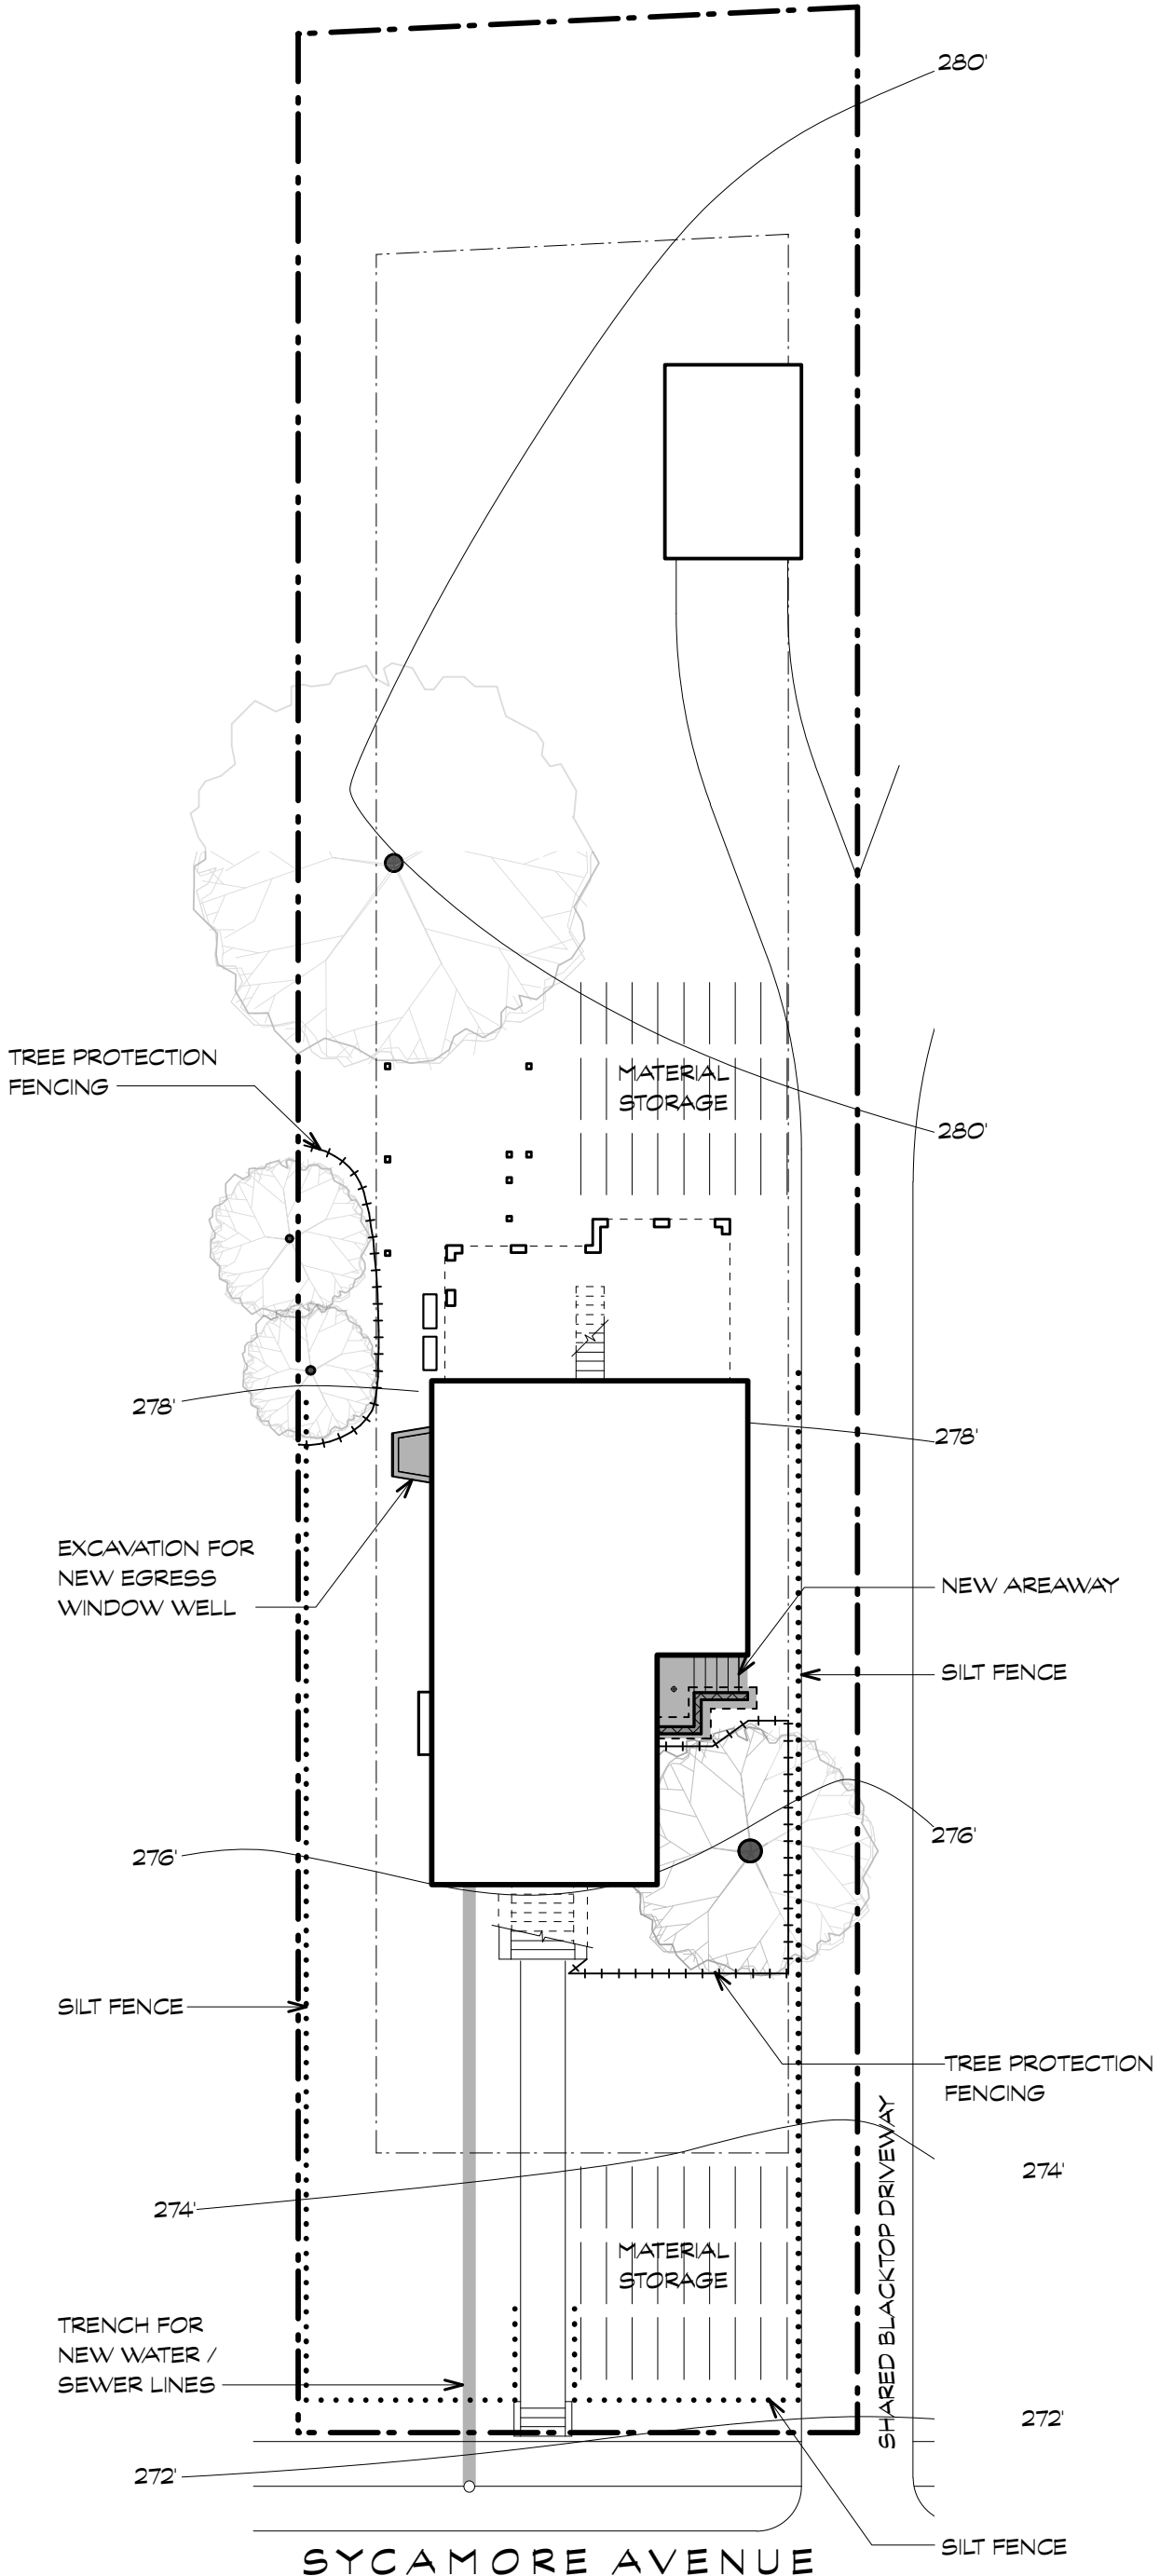 280'
TREE PROTECTION
FENCING
MATERIAL
STORAGE
280'
278'
278'
EXCAVATION FOR
NEW EGRESS
WINDOW WELL
NEW AREAWAY
SILT FENCE
276'
276'
SILT FENCE
TREE PROTECTION
FENCING
274'
274'
MATERIAL
STORAGE
SHARED BLACKTOP DRIVEWAY
TRENCH FOR
NEW WATER /
SEWER LINES
272'
272'
SILT FENCE
SYCAMORE AVENUE